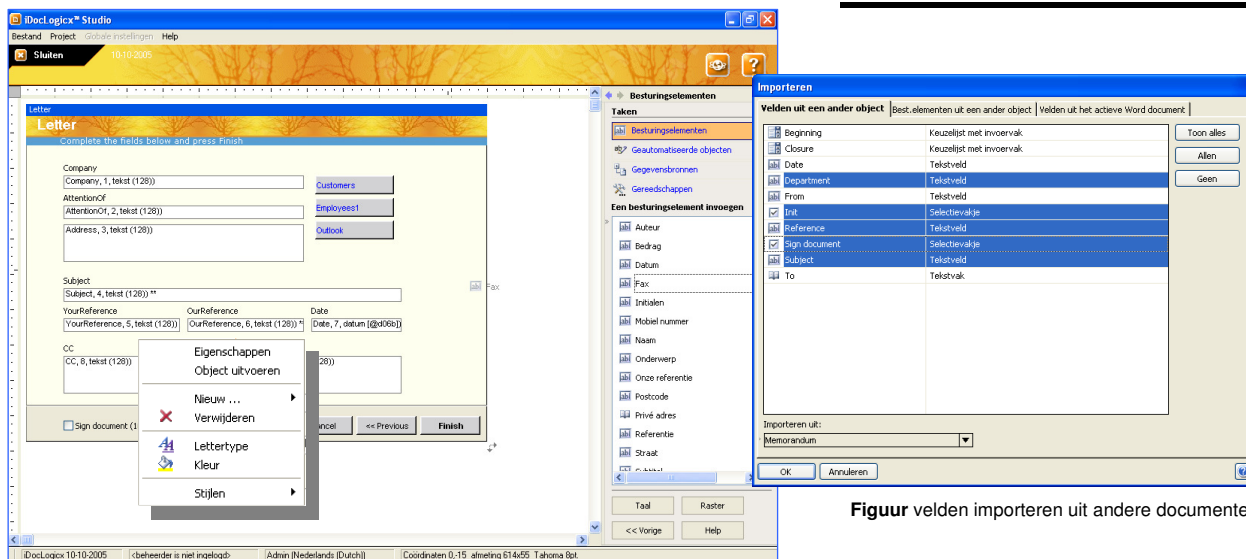 iDocLogicx™ Studio
Bestand Project Globale instellingen Help
Sluiten 10-10-2005
Letter
Letter
Complete the fields below and press Finish
Company
Company, 1, tekst (128))
Customers
AttentionOf
AttentionOf, 2, tekst (128))
Employees1
Address, 3, tekst (128))
Outlook
Subject
Subject, 4, tekst (128)) **
Fax
YourReference OurReference Date
YourReference, 5, tekst (128)) OurReference, 6, tekst (128)) * Date, 7, datum [@d06b])
CC
CC, 8, tekst (128)) 28))
Sign document (1 ncel << Previous Finish
Eigenschappen
Object uitvoeren
Nieuw ...
Verwijderen
Lettertype
Kleur
Stijlen
Besturingselementen
Taken
Besturingselementen
Geautomatiseerde objecten
Gegevensbronnen
Gereedschappen
Een besturingselement invoegen
Auteur
Bedrag
Datum
Fax
Initialen
Mobiel nummer
Naam
Onderwerp
Onze referentie
Postcode
Privé adres
Referentie
Straat
Taal Raster
<< Vorige Help
iDocLogicx 10-10-2005 <beheerder is niet ingelogd> Admin (Nederlands (Dutch)) Coördinaten 0,-15 afmeting 614x55 Tahoma 8pt.
Importeren
Velden uit een ander object Best.elementen uit een ander object Velden uit het actieve Word document
Beginning Keuzelijst met invoervak
Closure Keuzelijst met invoervak
Date Tekstveld
Department Tekstveld
From Tekstveld
Init Selectievakje
Reference Tekstveld
Sign document Selectievakje
Subject Tekstveld
To Tekstvak
Toon alles
Allen
Geen
Importeren uit:
Memorandum
OK Annuleren
Figuur velden importeren uit andere documente